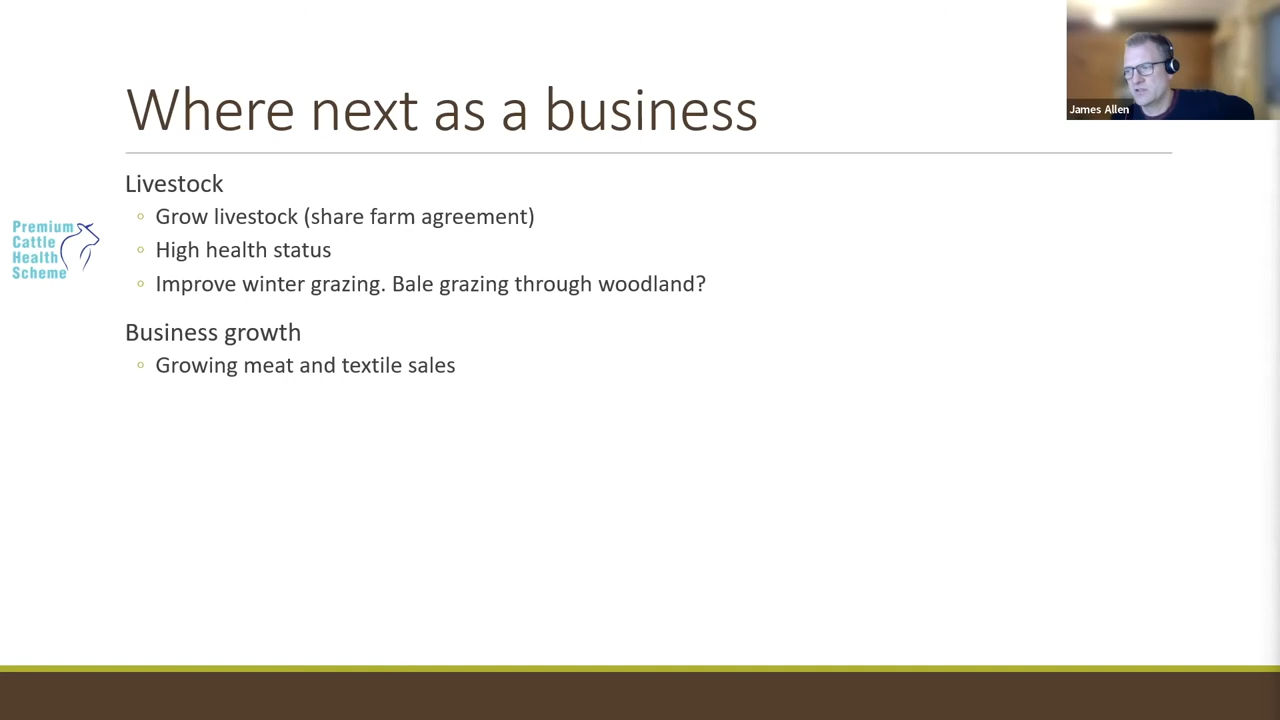 Where next as a business
James Allen
Livestock
Grow livestock (share farm agreement)
High health status
Improve winter grazing. Bale grazing through woodland?
Premium
Cattle
Health
Scheme
Business growth
Growing meat and textile sales